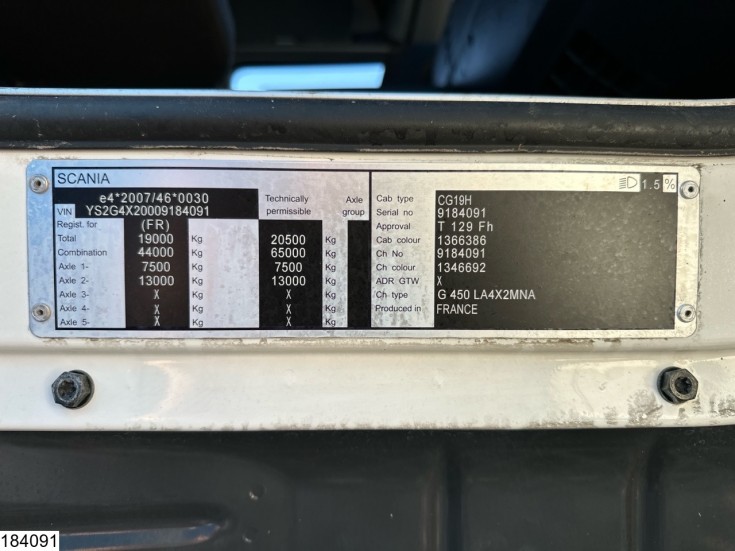 SCANIA 1.5 %
e4*2007/46*0030
VIN YS2G4X20009184091
Technically permissible Axle group
Regist. for (FR)
Total 19000 Kg 20500 Kg
Combination 44000 Kg 65000 Kg
Axle 1- 7500 Kg 7500 Kg
Axle 2- 13000 Kg 13000 Kg
Axle 3- X Kg X Kg
Axle 4- X Kg X Kg
Axle 5- X Kg X Kg
Cab type CG19H
Serial no 9184091
Approval T 129 Fh
Cab colour 1366386
Ch No 9184091
Ch colour 1346692
ADR GTW X
Ch-type G 450 LA4X2MNA
Produced in FRANCE
184091